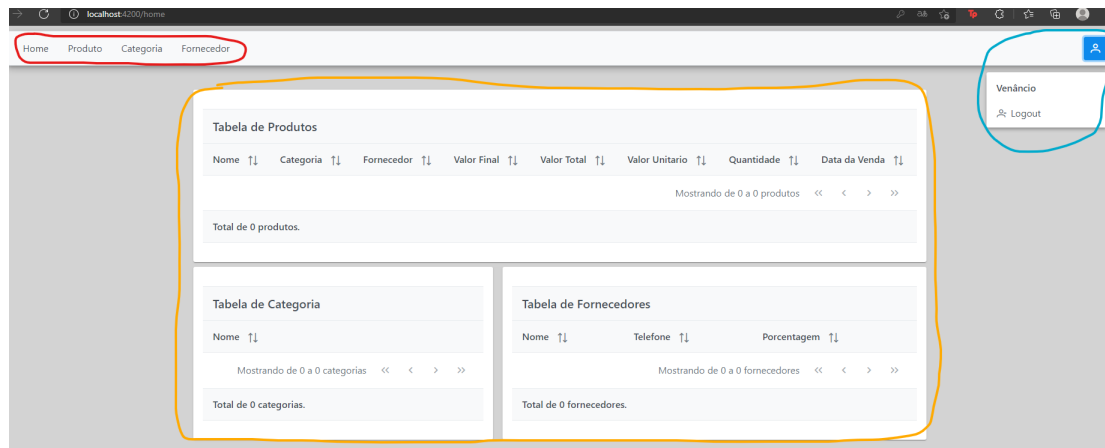 localhost:4200/home
Home Produto Categoria Fornecedor
Venâncio
Logout
Tabela de Produtos
Nome Categoria Fornecedor Valor Final Valor Total Valor Unitario Quantidade Data da Venda
Mostrando de 0 a 0 produtos
Total de 0 produtos.
Tabela de Categoria
Nome
Mostrando de 0 a 0 categorias
Total de 0 categorias.
Tabela de Fornecedores
Nome Telefone Porcentagem
Mostrando de 0 a 0 fornecedores
Total de 0 fornecedores.